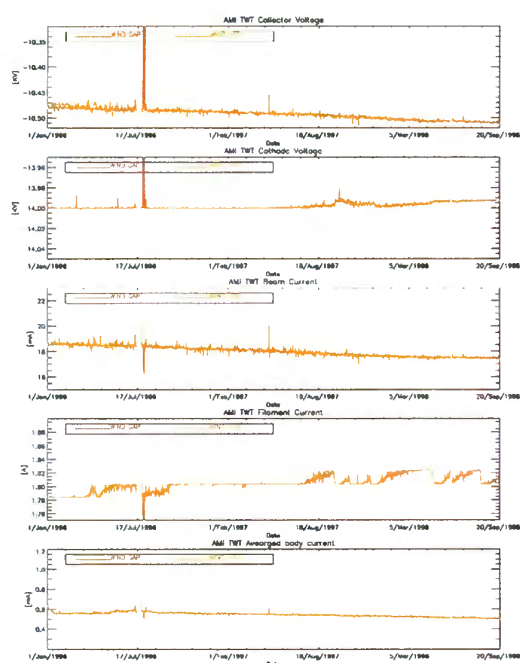 AMI TWT Collector Voltage
-10.35
-10.40
[KV]
-10.45
-10.50
1/Jan/1996 17/Jul/1996 1/Feb/1997 18/Aug/1997 5/Mar/1998 20/Sep/1998
Date
AMI TWT Cathode Voltage
-13.96
13.98
[KV]
14.00
14.02
14.04
1/Jan/1996 17/Jul/1996 1/Feb/1997 18/Aug/1997 5/Mar/1998 20/Sep/1998
Date
AMI TWT Beam Current
22
20
[mA]
18
16
1/Jan/1996 17/Jul/1996 1/Feb/1997 18/Aug/1997 5/Mar/1998 20/Sep/1998
Date
AMI TWT Filament Current
1.88
1.86
1.84
[A]
1.82
1.80
1.78
1.76
1/Jan/1996 17/Jul/1996 1/Feb/1997 18/Aug/1997 5/Mar/1998 20/Sep/1998
Date
AMI TWT Avearged body current
1.2
1.0
[mA]
0.8
0.6
0.4
1/Jan/1996 17/Jul/1996 1/Feb/1997 18/Aug/1997 5/Mar/1998 20/Sep/1998